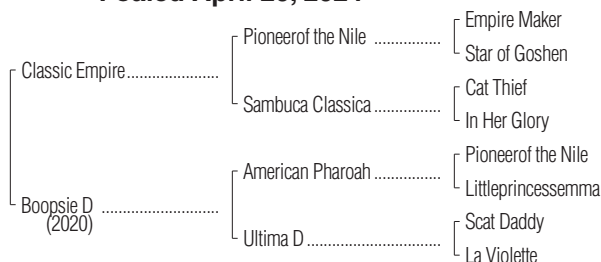 Foaled April 2024
Empire Maker
Pioneerof the Nile
Star of Goshen
Classic Empire
Cat Thief
Sambuca Classica
In Her Glory
Pioneerof the Nile
American Pharoah
Littleprincessemma
Boopsie D
(2020)
Scat Daddy
Ultima D
La Violette